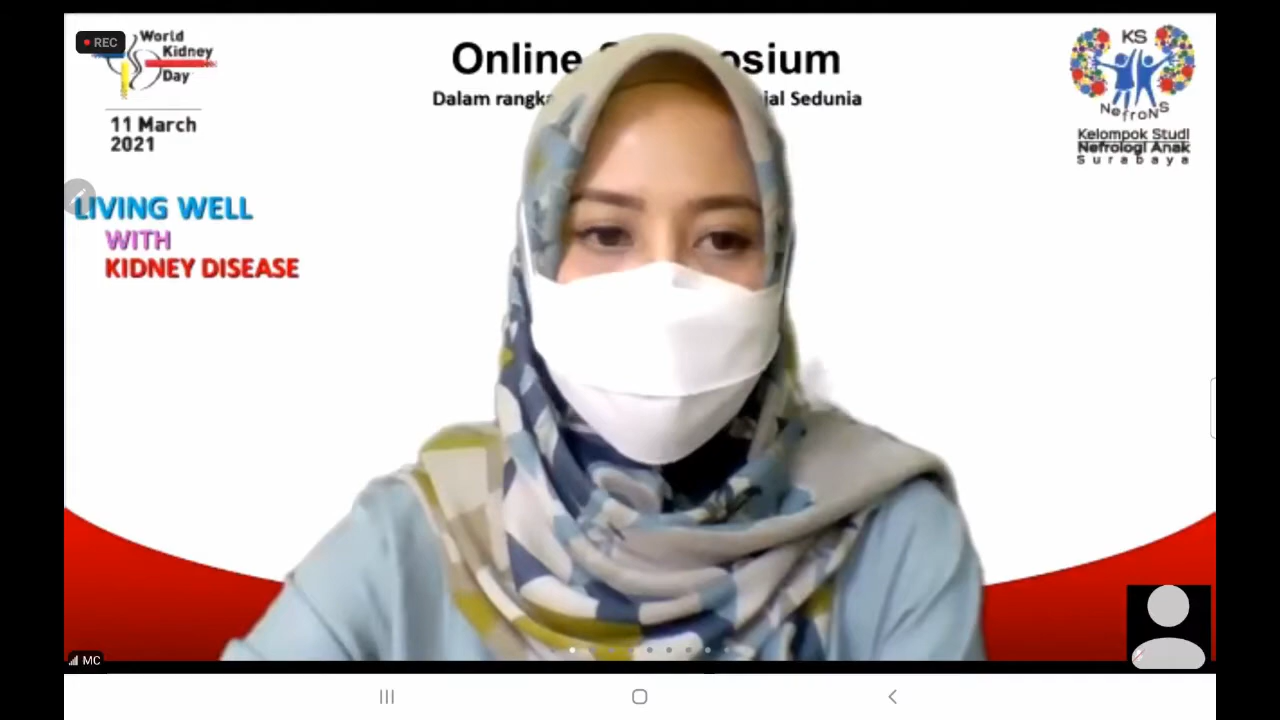 REC
World
Kidney
Day
11 March
2021
LIVING WELL
WITH
KIDNEY DISEASE
Online S osium
Dalam rangka jal Sedunia
KS
NefroNS
Kelompok Studi
Nefrologi Anak
Surabaya
MC